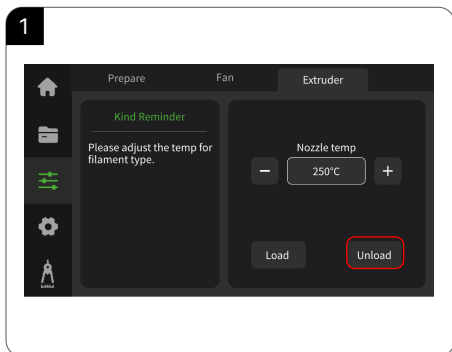 1
Prepare Fan Extruder
Kind Reminder
Please adjust the temp for
filament type.
Nozzle temp
− 250°C +
Load Unload